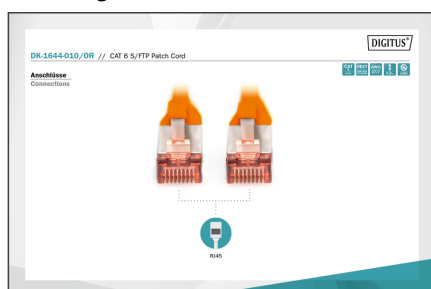 DIGITUS®
DK-1644-010/OR // CAT 6 S/FTP Patch Cord
Anschlüsse
Connections
RJ45